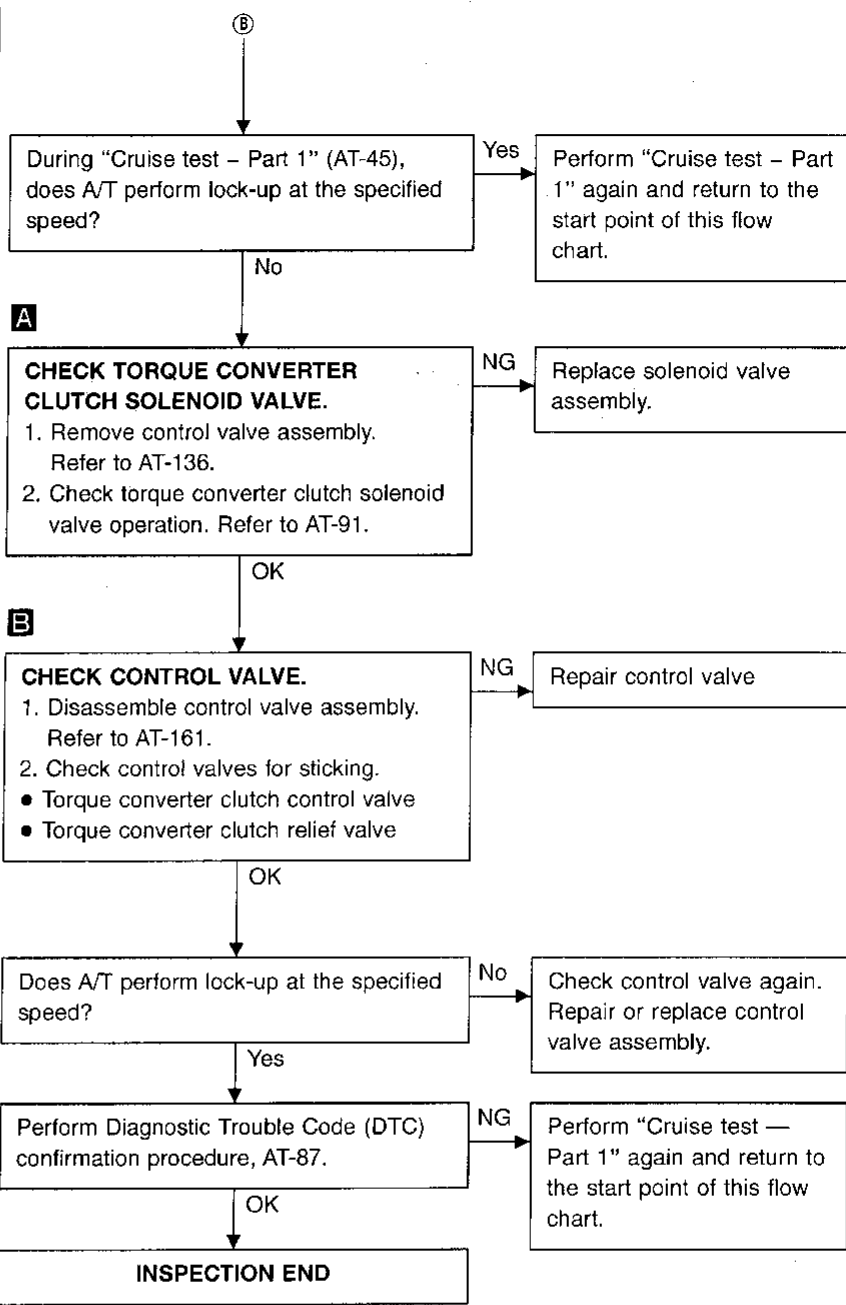 Ⓑ
During “Cruise test – Part 1” (AT-45),
does A/T perform lock-up at the specified
speed?
Yes
Perform “Cruise test – Part
1” again and return to the
start point of this flow
chart.
No
A
CHECK TORQUE CONVERTER
CLUTCH SOLENOID VALVE.
1. Remove control valve assembly.
Refer to AT-136.
2. Check torque converter clutch solenoid
valve operation. Refer to AT-91.
NG
Replace solenoid valve
assembly.
OK
B
CHECK CONTROL VALVE.
1. Disassemble control valve assembly.
Refer to AT-161.
2. Check control valves for sticking.
● Torque converter clutch control valve
● Torque converter clutch relief valve
NG
Repair control valve
OK
Does A/T perform lock-up at the specified
speed?
No
Check control valve again.
Repair or replace control
valve assembly.
Yes
Perform Diagnostic Trouble Code (DTC)
confirmation procedure, AT-87.
NG
Perform “Cruise test —
Part 1” again and return to
the start point of this flow
chart.
OK
INSPECTION END